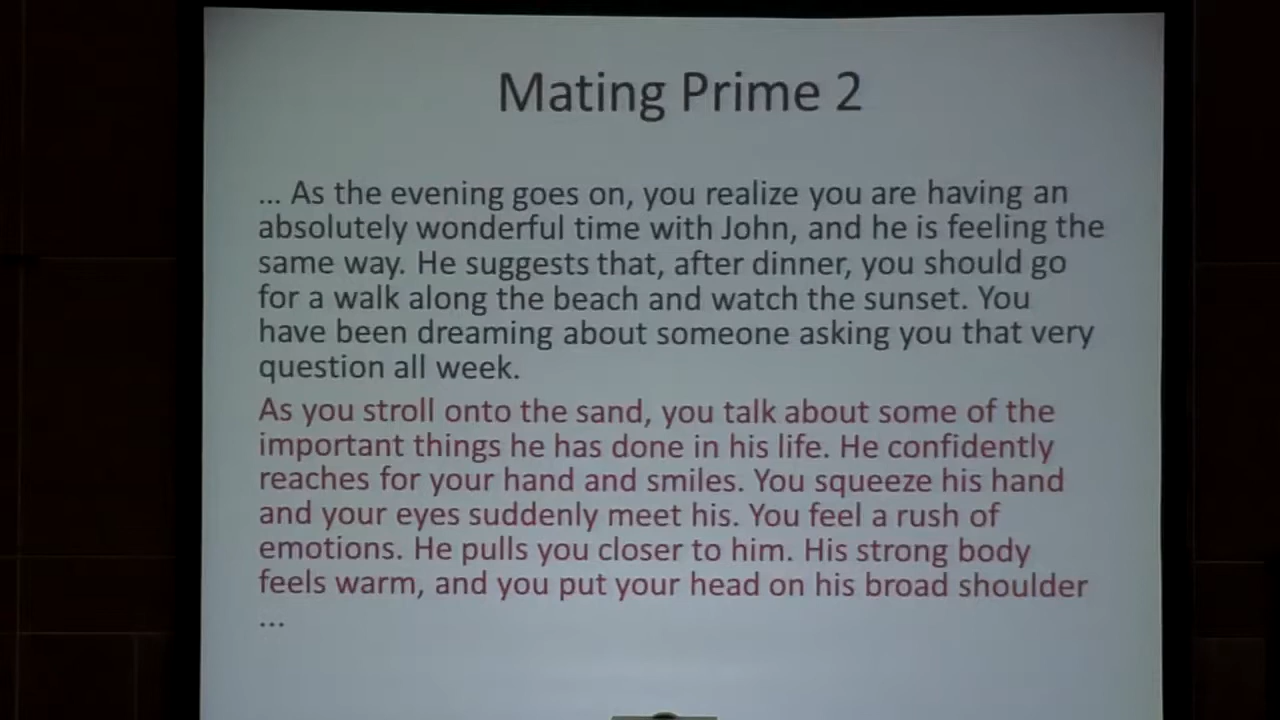 Mating Prime 2
... As the evening goes on, you realize you are having an
absolutely wonderful time with John, and he is feeling the
same way. He suggests that, after dinner, you should go
for a walk along the beach and watch the sunset. You
have been dreaming about someone asking you that very
question all week.
As you stroll onto the sand, you talk about some of the
important things he has done in his life. He confidently
reaches for your hand and smiles. You squeeze his hand
and your eyes suddenly meet his. You feel a rush of
emotions. He pulls you closer to him. His strong body
feels warm, and you put your head on his broad shoulder
...